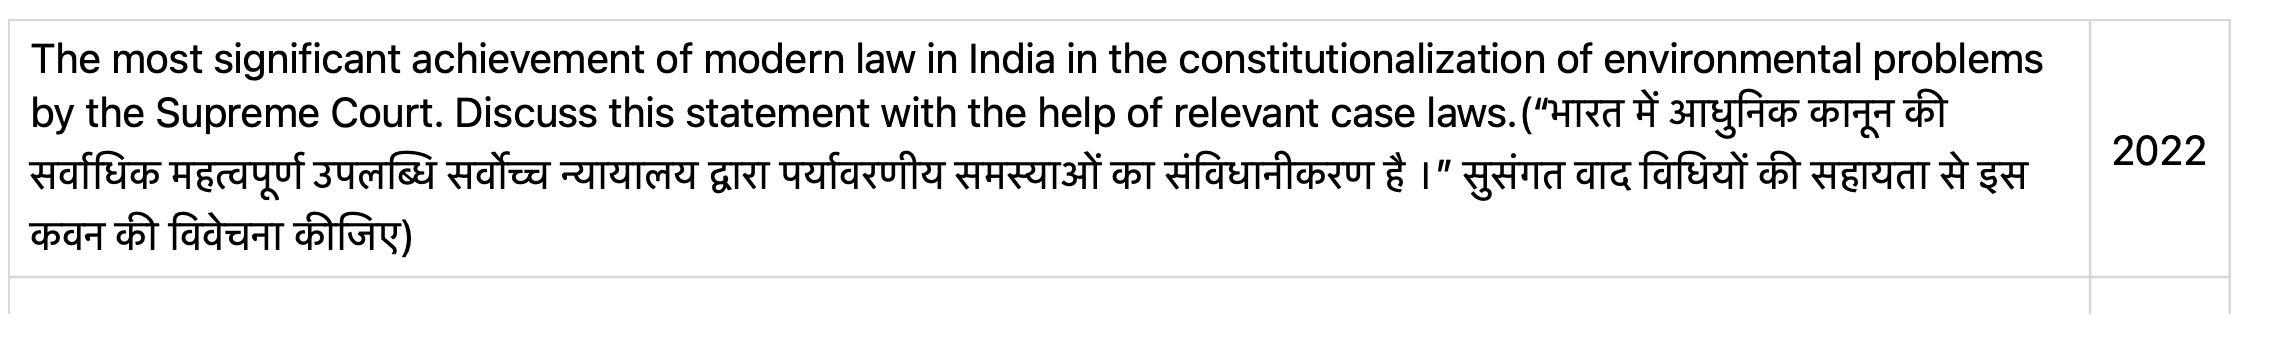 The most significant achievement of modern law in India in the constitutionalization of environmental problems
by the Supreme Court. Discuss this statement with the help of relevant case laws.(“भारत में आधुनिक कानून की
सर्वाधिक महत्वपूर्ण उपलब्धि सर्वोच्च न्यायालय द्वारा पर्यावरणीय समस्याओं का संविधानीकरण है ।” सुसंगत वाद विधियों की सहायता से इस
कवन की विवेचना कीजिए)
2022